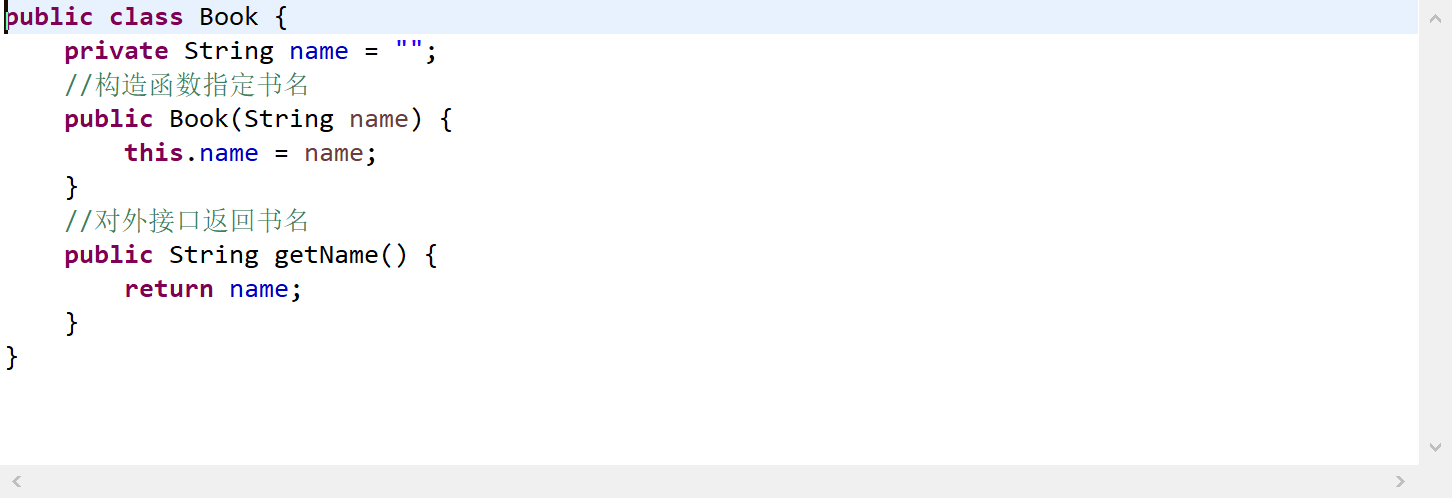 public class Book {
    private String name = "";
    //构造函数指定书名
    public Book(String name) {
        this.name = name;
    }
    //对外接口返回书名
    public String getName() {
        return name;
    }
}